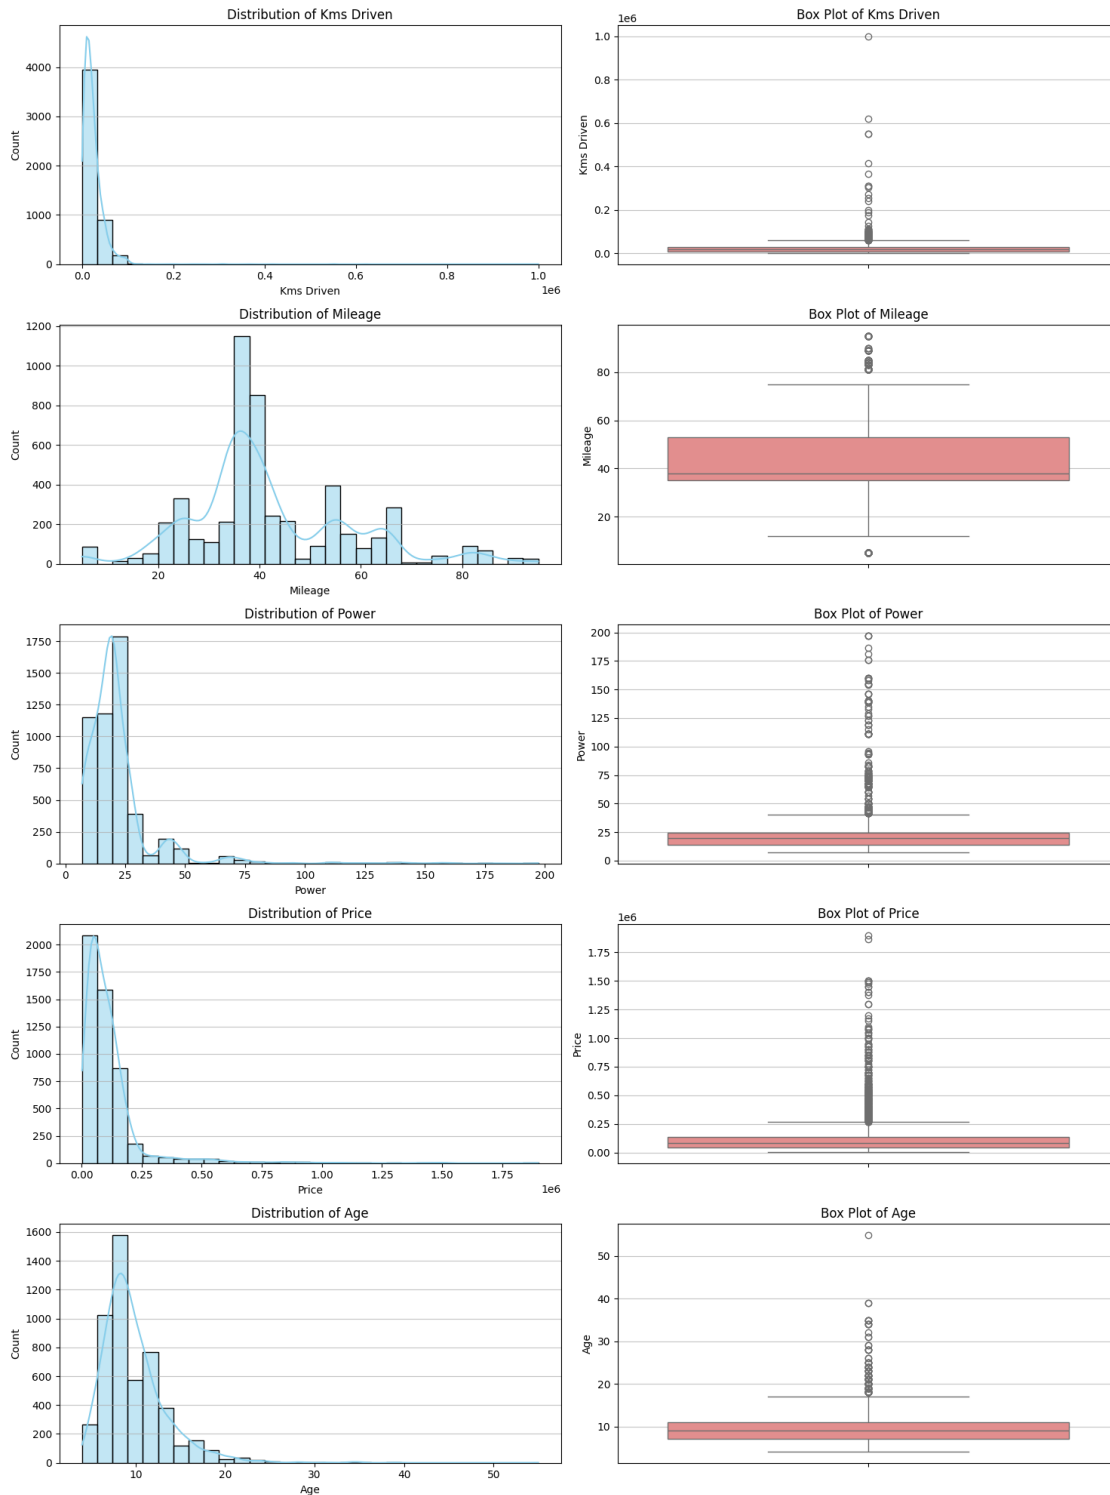 Distribution of Kms Driven
4000
3000
2000
1000
0
Count
0.0 0.2 0.4 0.6 0.8 1.0
Kms Driven
1e6
Box Plot of Kms Driven
1e6
1.0
0.8
0.6
0.4
0.2
0.0
Kms Driven
Distribution of Mileage
1200
1000
800
600
400
200
0
Count
20 40 60 80
Mileage
Box Plot of Mileage
80
60
40
20
Mileage
Distribution of Power
1750
1500
1250
1000
750
500
250
0
Count
0 25 50 75 100 125 150 175 200
Power
Box Plot of Power
200
175
150
125
100
75
50
25
0
Power
Distribution of Price
2000
1750
1500
1250
1000
750
500
250
0
Count
0.00 0.25 0.50 0.75 1.00 1.25 1.50 1.75
Price
1e6
Box Plot of Price
1e6
1.75
1.50
1.25
1.00
0.75
0.50
0.25
0.00
Price
Distribution of Age
1600
1400
1200
1000
800
600
400
200
0
Count
10 20 30 40 50
Age
Box Plot of Age
50
40
30
20
10
Age